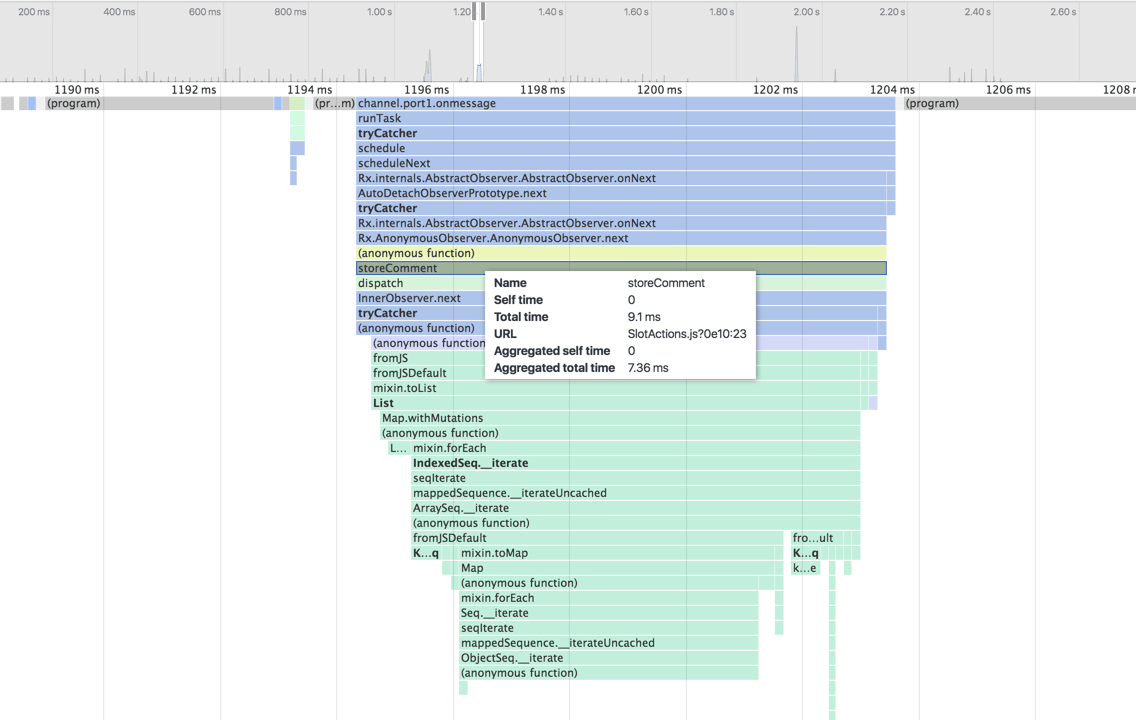 200 ms 400 ms 600 ms 800 ms 1.00 s 1.20 1.40 s 1.60 s 1.80 s 2.00 s 2.20 s 2.40 s 2.60 s
1190 ms 1192 ms 1194 ms 1196 ms 1198 ms 1200 ms 1202 ms 1204 ms 1206 ms 1208 m
(program) (pr...m) channel.port1.onmessage (program)
runTask
tryCatcher
schedule
scheduleNext
Rx.internals.AbstractObserver.AbstractObserver.onNext
AutoDetachObserverPrototype.next
tryCatcher
Rx.internals.AbstractObserver.AbstractObserver.onNext
Rx.AnonymousObserver.AnonymousObserver.next
(anonymous function)
storeComment
dispatch
InnerObserver.next
tryCatcher
(anonymous function)
(anonymous function
fromJS
fromJSDefault
mixin.toList
List
Name storeComment
Self time 0
Total time 9.1 ms
URL SlotActions.js?0e10:23
Aggregated self time 0
Aggregated total time 7.36 ms
Map.withMutations
(anonymous function)
L... mixin.forEach
IndexedSeq.__iterate
seqIterate
mappedSequence.__iterateUncached
ArraySeq.__iterate
(anonymous function)
fromJSDefault fro...ult
K...q mixin.toMap K...q
Map k...e
(anonymous function)
mixin.forEach
Seq.__iterate
seqIterate
mappedSequence.__iterateUncached
ObjectSeq.__iterate
(anonymous function)